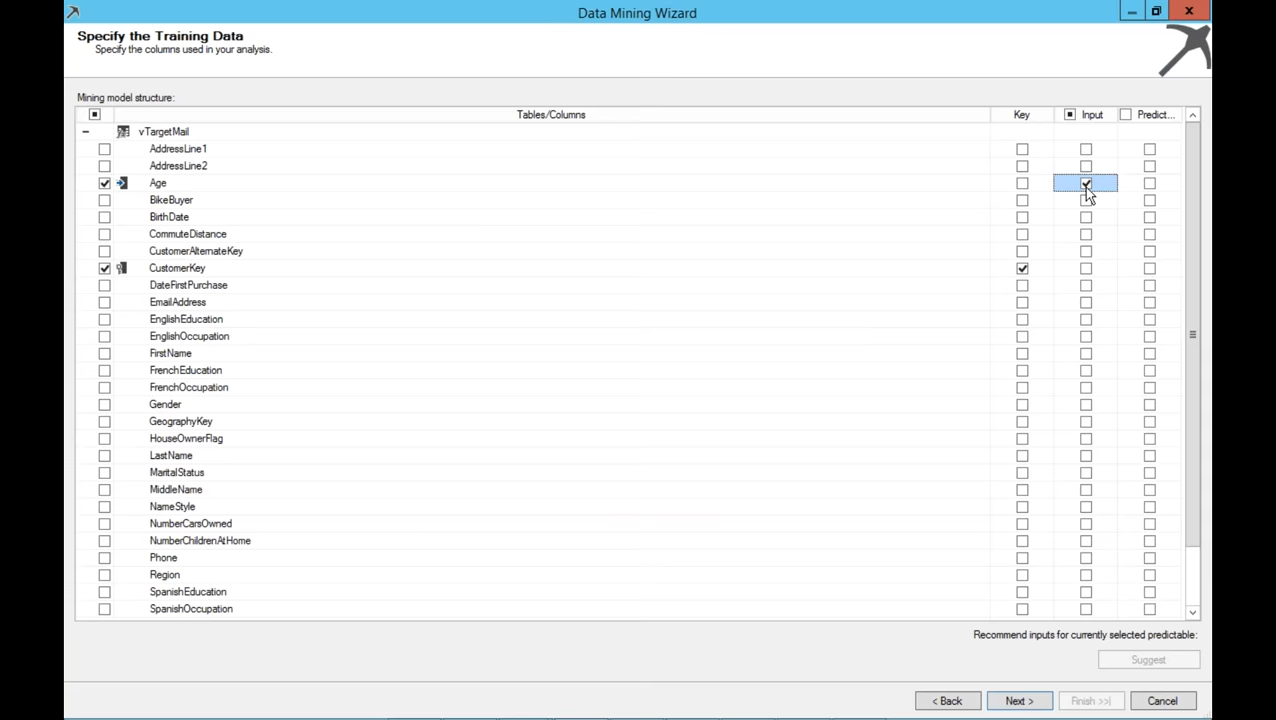 Data Mining Wizard
Specify the Training Data
Specify the columns used in your analysis.
Mining model structure:
Tables/Columns Key Input Predict...
vTargetMail
AddressLine1
AddressLine2
Age
BikeBuyer
BirthDate
CommuteDistance
CustomerAlternateKey
CustomerKey
DateFirstPurchase
EmailAddress
EnglishEducation
EnglishOccupation
FirstName
FrenchEducation
FrenchOccupation
Gender
GeographyKey
HouseOwnerFlag
LastName
MaritalStatus
MiddleName
NameStyle
NumberCarsOwned
NumberChildrenAtHome
Phone
Region
SpanishEducation
SpanishOccupation
Recommend inputs for currently selected predictable:
Suggest
< Back Next > Finish >>| Cancel